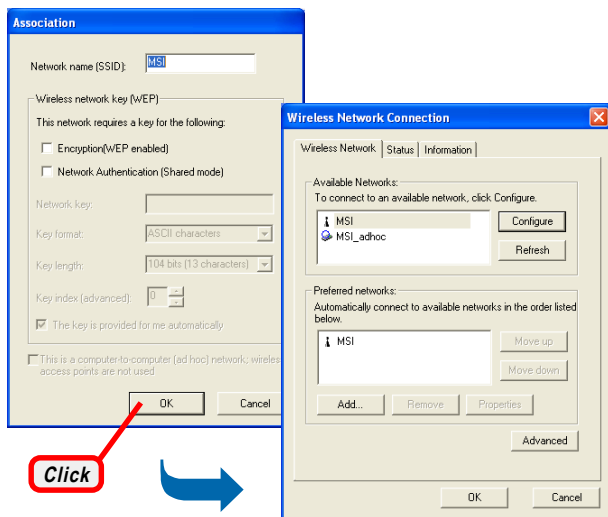 Association
Network name (SSID): MSI
Wireless network key (WEP)
This network requires a key for the following:
Encryption(WEP enabled)
Network Authentication (Shared mode)
Network key:
Key format: ASCII characters
Key length: 104 bits (13 characters)
Key index (advanced): 0
The key is provided for me automatically
This is a computer-to-computer (ad hoc) network; wireles
access points are not used
OK Cancel
Click
Wireless Network Connection
Wireless Network Status Information
Available Networks:
To connect to an available network, click Configure.
MSI
MSI_adhoc
Configure
Refresh
Preferred networks:
Automatically connect to available networks in the order listed
below.
MSI
Move up
Move down
Add... Remove Properties
Advanced
OK Cancel